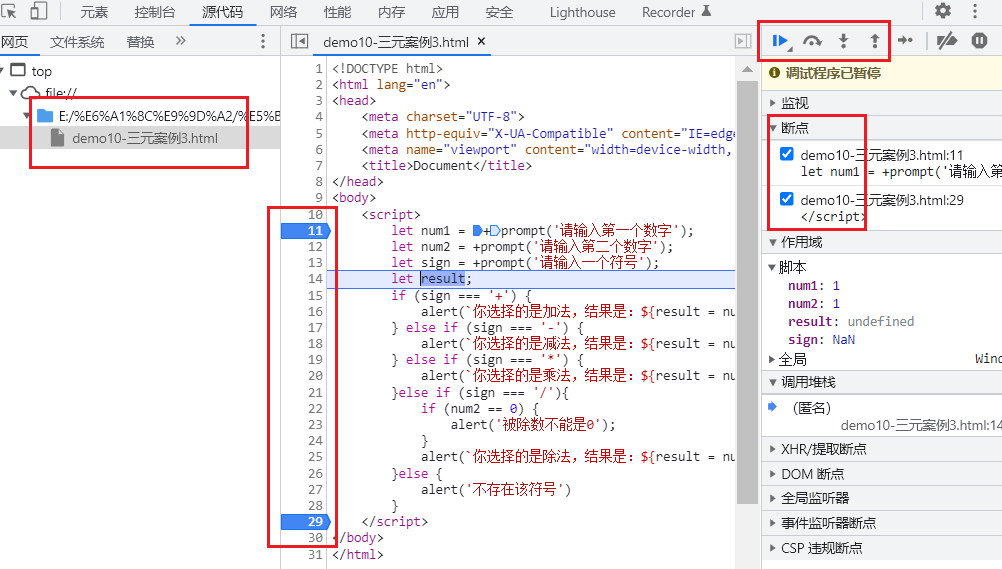 元素 控制台 源代码 网络 性能 内存 应用 安全 Lighthouse Recorder
网页 文件系统 替换 »
demo10-三元案例3.html ×
top
file://
E:/%E6%A1%8C%E9%9D%A2/%E5%B
demo10-三元案例3.html
1 <!DOCTYPE html>
2 <html lang="en">
3 <head>
4 <meta charset="UTF-8">
5 <meta http-equiv="X-UA-Compatible" content="IE=edge
6 <meta name="viewport" content="width=device-width,
7 <title>Document</title>
8 </head>
9 <body>
10 <script>
11 let num1 = +prompt('请输入第一个数字');
12 let num2 = +prompt('请输入第二个数字');
13 let sign = +prompt('请输入一个符号');
14 let result;
15 if (sign === '+') {
16 alert(`你选择的是加法，结果是：${result = nu
17 } else if (sign === '-') {
18 alert(`你选择的是减法，结果是：${result = nu
19 } else if (sign === '*') {
20 alert(`你选择的是乘法，结果是：${result = nu
21 }else if (sign === '/'){
22 if (num2 == 0) {
23 alert('被除数不能是0');
24 }
25 alert(`你选择的是除法，结果是：${result = nu
26 }else {
27 alert('不存在该符号')
28 }
29 </script>
30 </body>
31 </html>
调试程序已暂停
监视
断点
demo10-三元案例3.html:11
let num1 = +prompt('请输入第
demo10-三元案例3.html:29
</script>
作用域
脚本
num1: 1
num2: 1
result: undefined
sign: NaN
全局 Wind
调用堆栈
(匿名)
demo10-三元案例3.html:14
XHR/提取断点
DOM 断点
全局监听器
事件监听器断点
CSP 违规断点